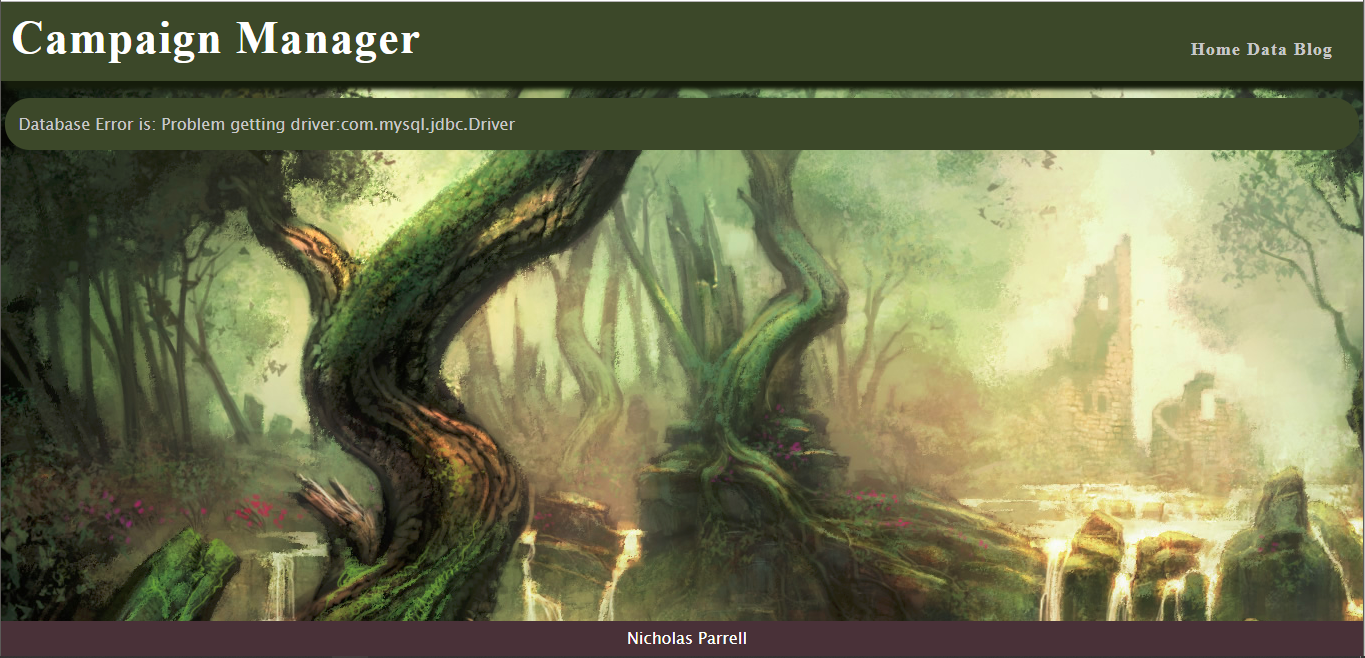 Campaign Manager
Home Data Blog
Database Error is: Problem getting driver:com.mysql.jdbc.Driver
Nicholas Parrell